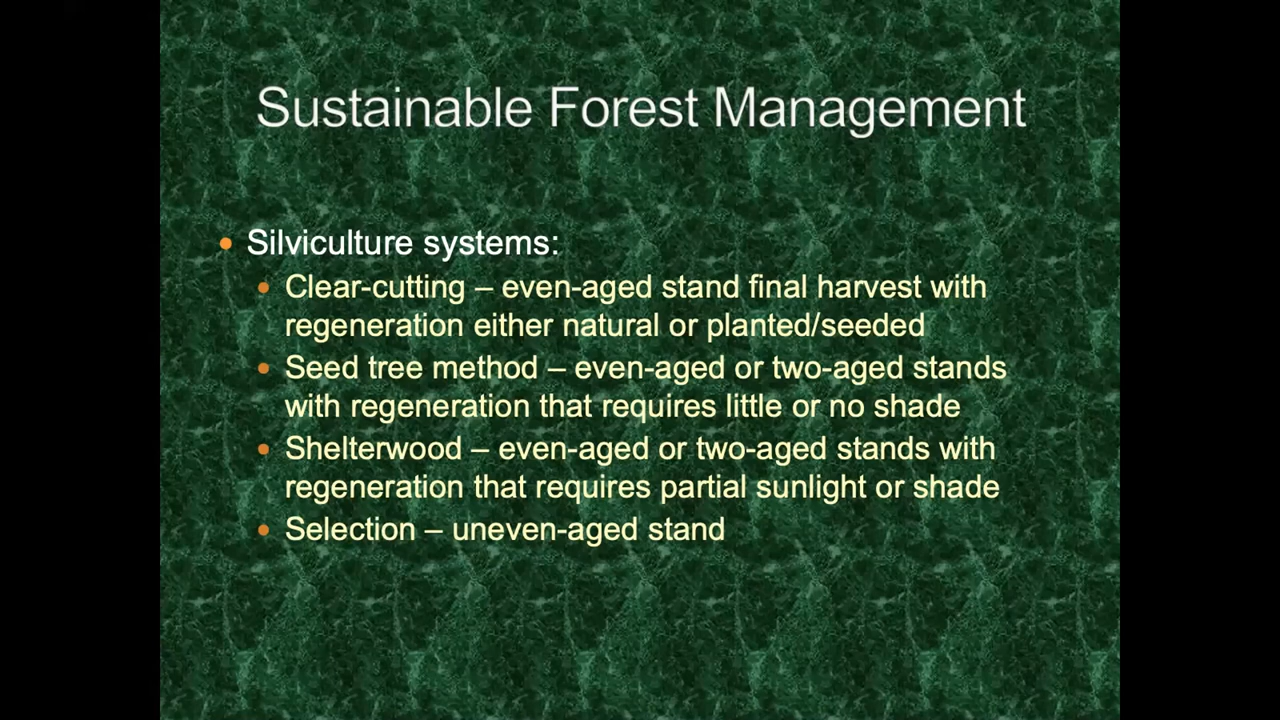 Sustainable Forest Management
• Silviculture systems:
• Clear-cutting – even-aged stand final harvest with
regeneration either natural or planted/seeded
• Seed tree method – even-aged or two-aged stands
with regeneration that requires little or no shade
• Shelterwood – even-aged or two-aged stands with
regeneration that requires partial sunlight or shade
• Selection – uneven-aged stand